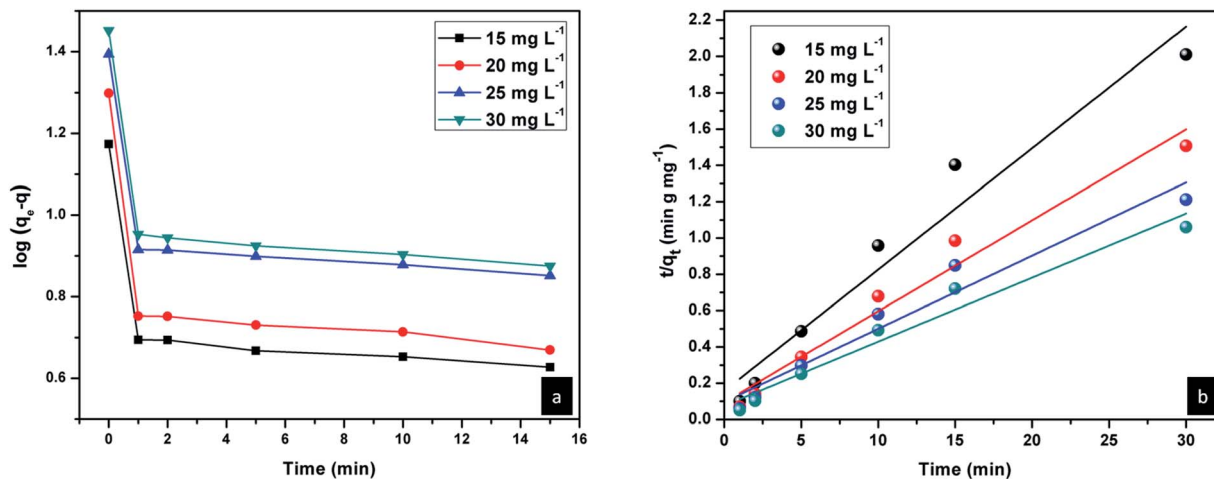 log (qₑ-q)
1.4
1.2
1.0
0.8
0.6
15 mg L⁻¹
20 mg L⁻¹
25 mg L⁻¹
30 mg L⁻¹
a
0 2 4 6 8 10 12 14 16
Time (min)
t/qₜ (min g mg⁻¹)
2.2
2.0
1.8
1.6
1.4
1.2
1.0
0.8
0.6
0.4
0.2
0.0
15 mg L⁻¹
20 mg L⁻¹
25 mg L⁻¹
30 mg L⁻¹
b
0 5 10 15 20 25 30
Time (min)